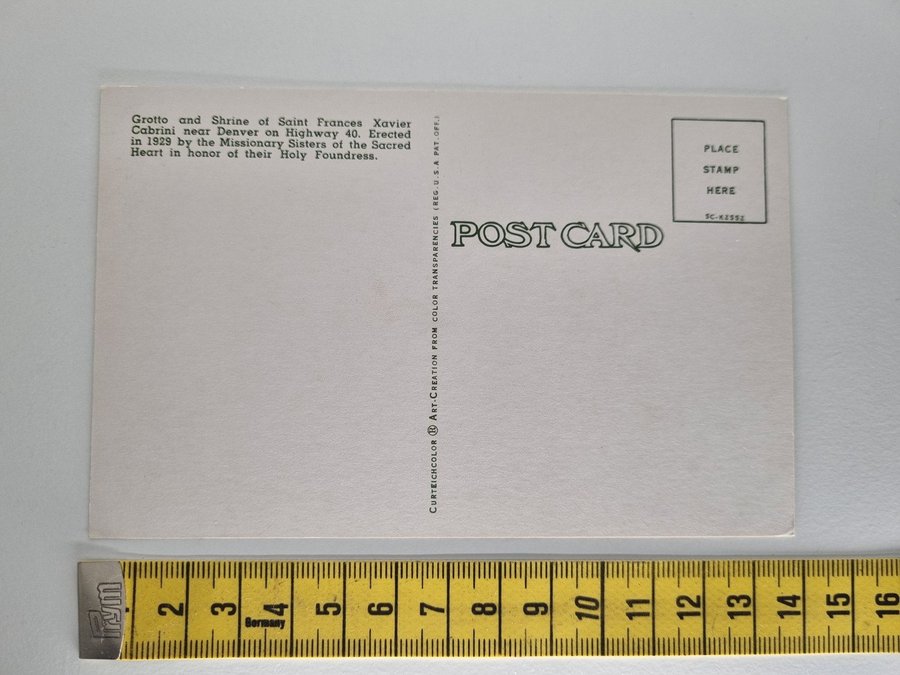 Grotto and Shrine of Saint Frances Xavier
Cabrini near Denver on Highway 40. Erected
in 1929 by the Missionary Sisters of the Sacred
Heart in honor of their Holy Foundress.
CURTEICHCOLOR ® ART-CREATION FROM COLOR TRANSPARENCIES (REG. U.S.A. PAT. OFF.)
POST CARD
PLACE
STAMP
HERE
SC-K2552
Prym
2 3 4 5 6 7 8 9 10 11 12 13 14 15 16
Germany